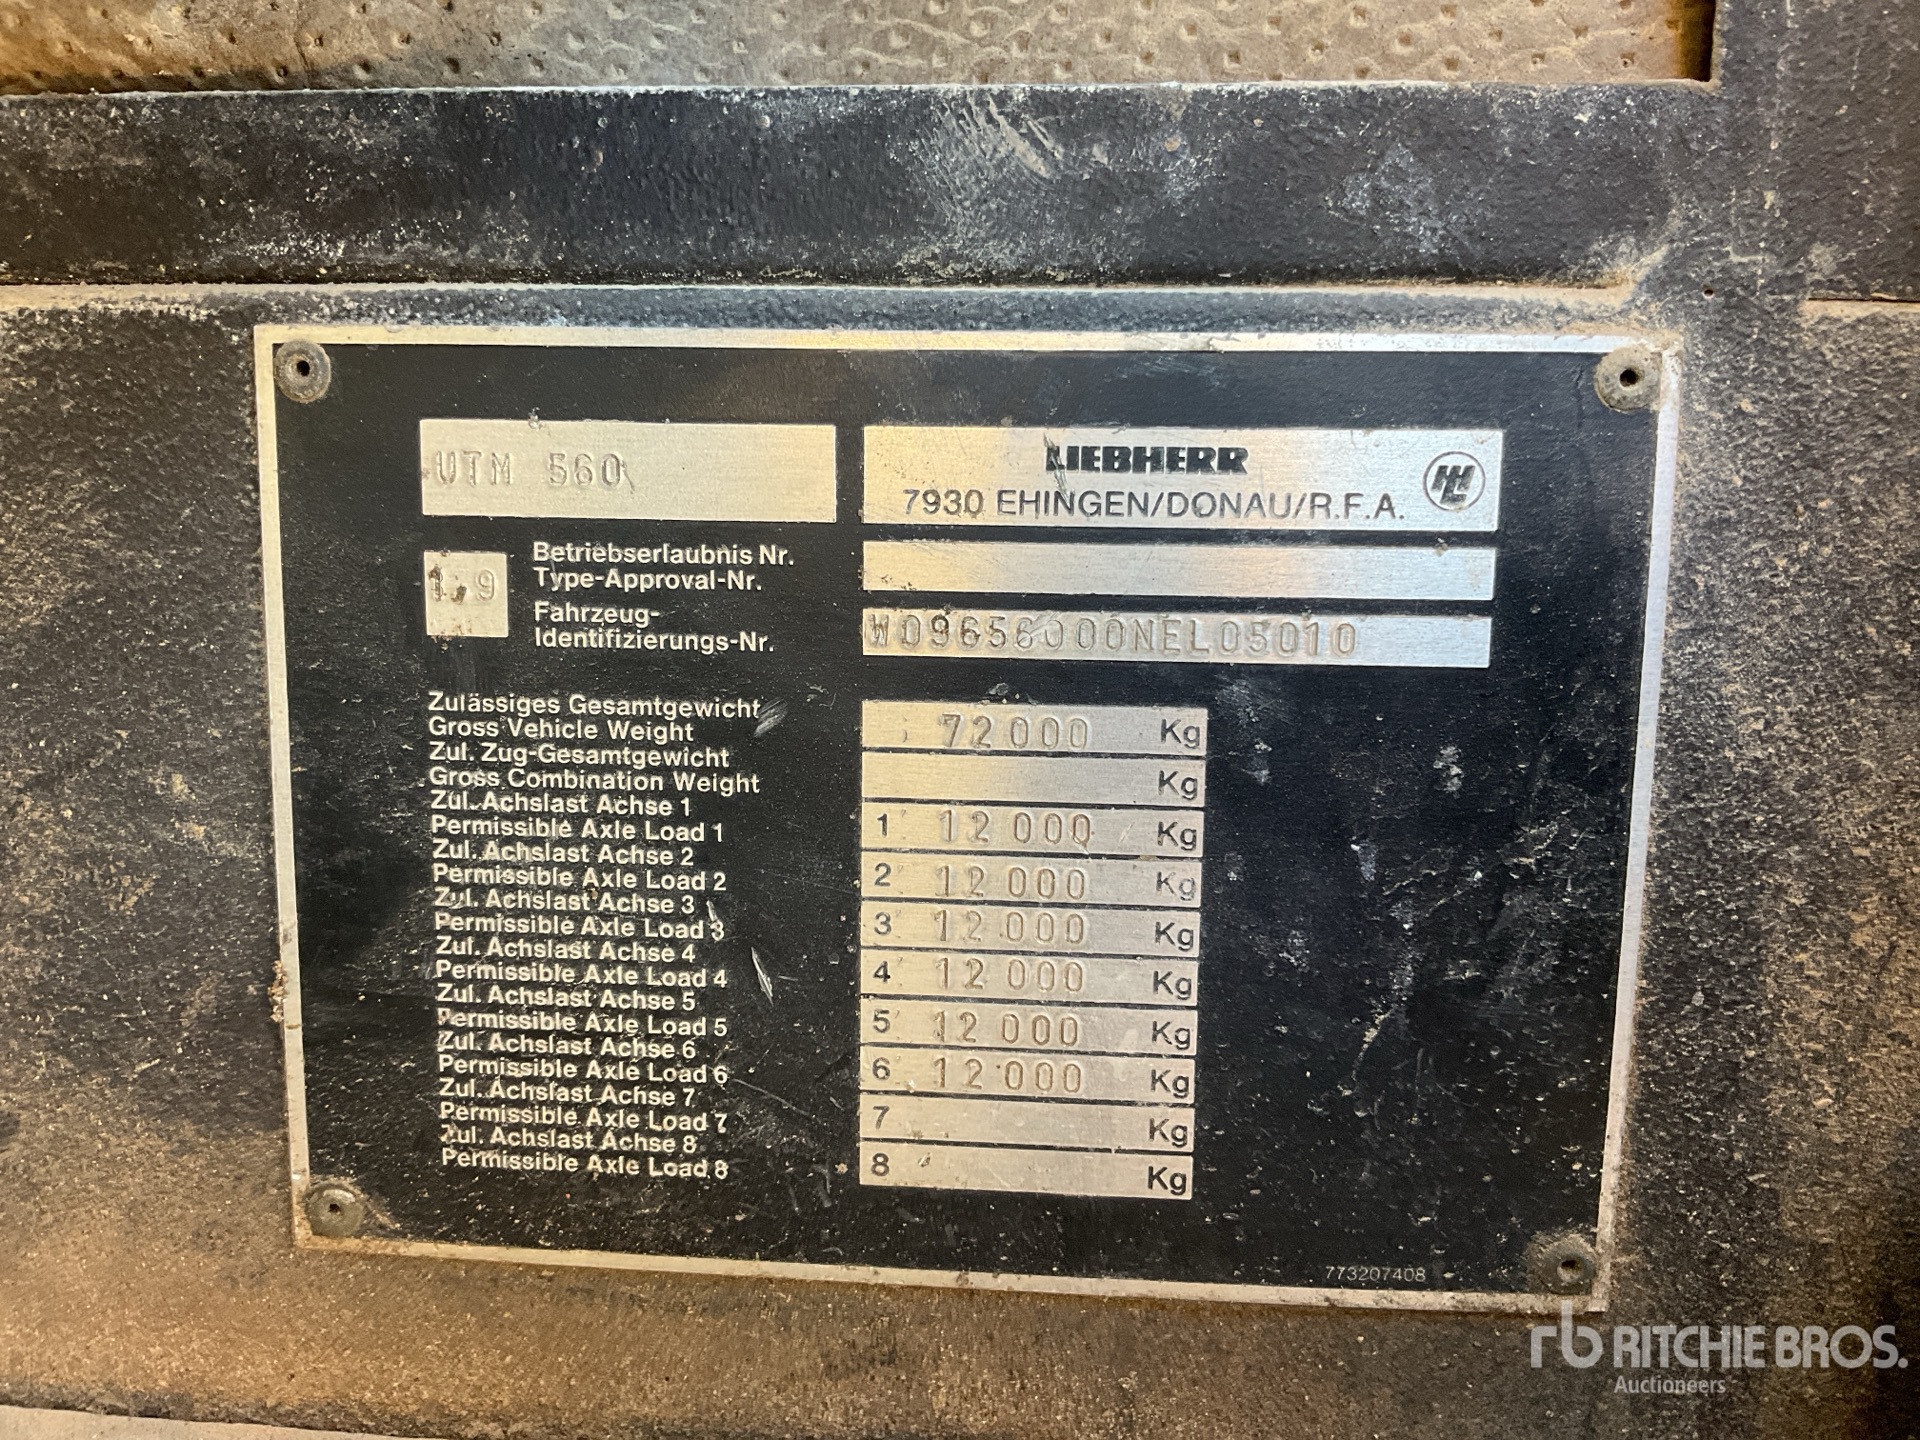 UTM 560
LIEBHERR
7930 EHINGEN/DONAU/R.F.A.
1,9
Betriebserlaubnis Nr.
Type-Approval-Nr.
Fahrzeug-
Identifizierungs-Nr.
W09656000NEL05010
Zulässiges Gesamtgewicht
Gross Vehicle Weight
72000 Kg
Zul. Zug-Gesamtgewicht
Gross Combination Weight
Kg
Zul. Achslast Achse 1
Permissible Axle Load 1
1 12000 Kg
Zul. Achslast Achse 2
Permissible Axle Load 2
2 12000 Kg
Zul. Achslast Achse 3
Permissible Axle Load 3
3 12000 Kg
Zul. Achslast Achse 4
Permissible Axle Load 4
4 12000 Kg
Zul. Achslast Achse 5
Permissible Axle Load 5
5 12000 Kg
Zul. Achslast Achse 6
Permissible Axle Load 6
6 12000 Kg
Zul. Achslast Achse 7
Permissible Axle Load 7
7 Kg
Zul. Achslast Achse 8
Permissible Axle Load 8
8 Kg
773207408
rb RITCHIE BROS.
Auctioneers